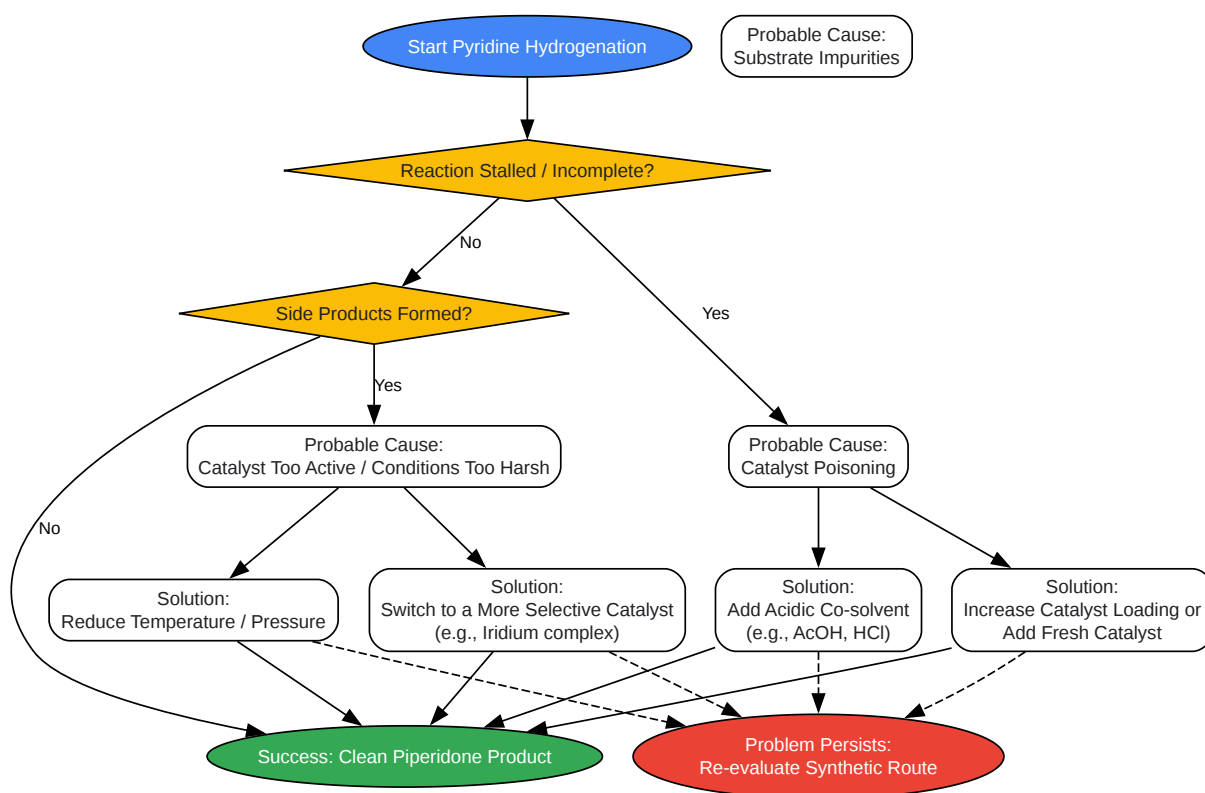 Start Pyridine Hydrogenation
Probable Cause:
Substrate Impurities
Reaction Stalled / Incomplete?
No
Yes
Side Products Formed?
Yes
No
Probable Cause:
Catalyst Too Active / Conditions Too Harsh
Probable Cause:
Catalyst Poisoning
Solution:
Reduce Temperature / Pressure
Solution:
Switch to a More Selective Catalyst
(e.g., Iridium complex)
Solution:
Add Acidic Co-solvent
(e.g., AcOH, HCl)
Solution:
Increase Catalyst Loading or
Add Fresh Catalyst
Success: Clean Piperidone Product
Problem Persists:
Re-evaluate Synthetic Route